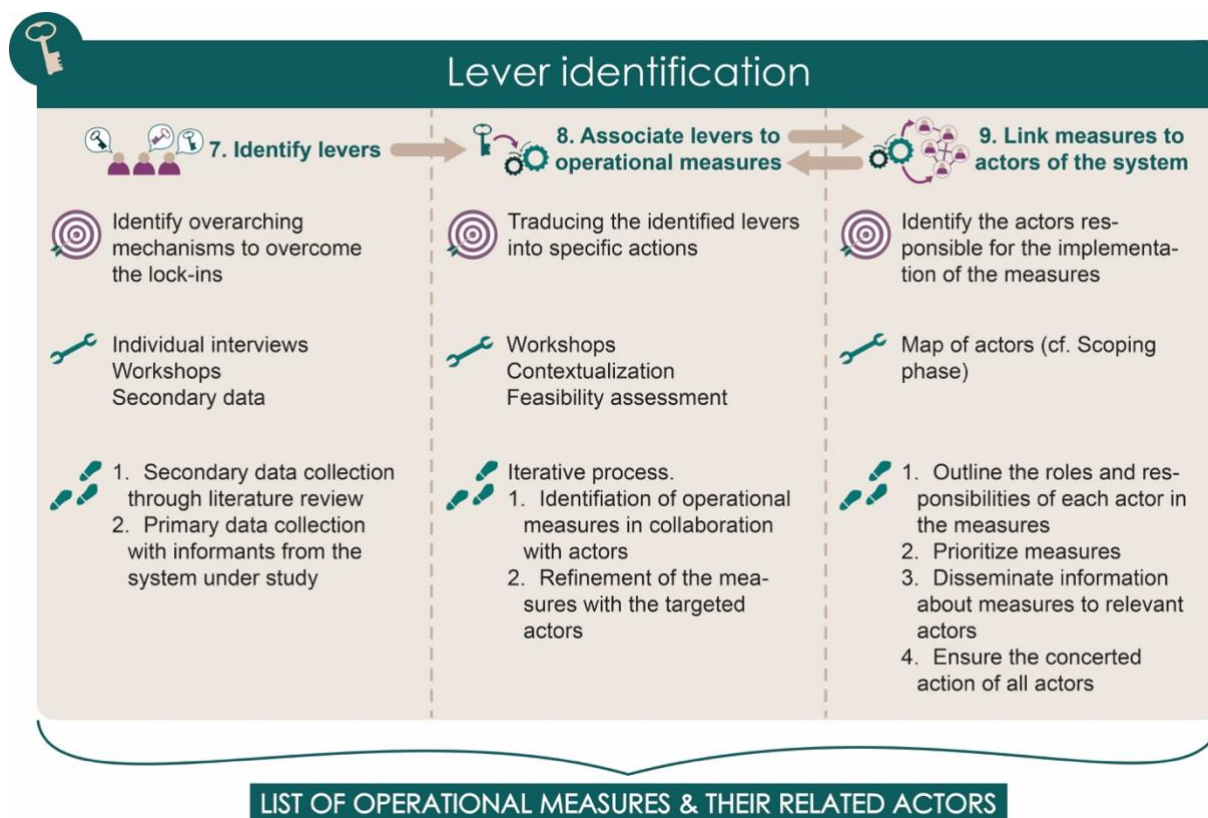 Lever identification
7. Identify levers
Identify overarching
mechanisms to overcome
the lock-ins
Individual interviews
Workshops
Secondary data
1. Secondary data collection
through literature review
2. Primary data collection
with informants from the
system under study
8. Associate levers to
operational measures
Traducing the identified levers
into specific actions
Workshops
Contextualization
Feasibility assessment
Iterative process.
1. Identifiation of operational
measures in collaboration
with actors
2. Refinement of the mea-
sures with the targeted
actors
9. Link measures to
actors of the system
Identify the actors res-
ponsible for the implementa-
tion of the measures
Map of actors (cf. Scoping
phase)
1. Outline the roles and res-
ponsibilities of each actor in
the measures
2. Prioritize measures
3. Disseminate information
about measures to relevant
actors
4. Ensure the concerted
action of all actors
LIST OF OPERATIONAL MEASURES & THEIR RELATED ACTORS